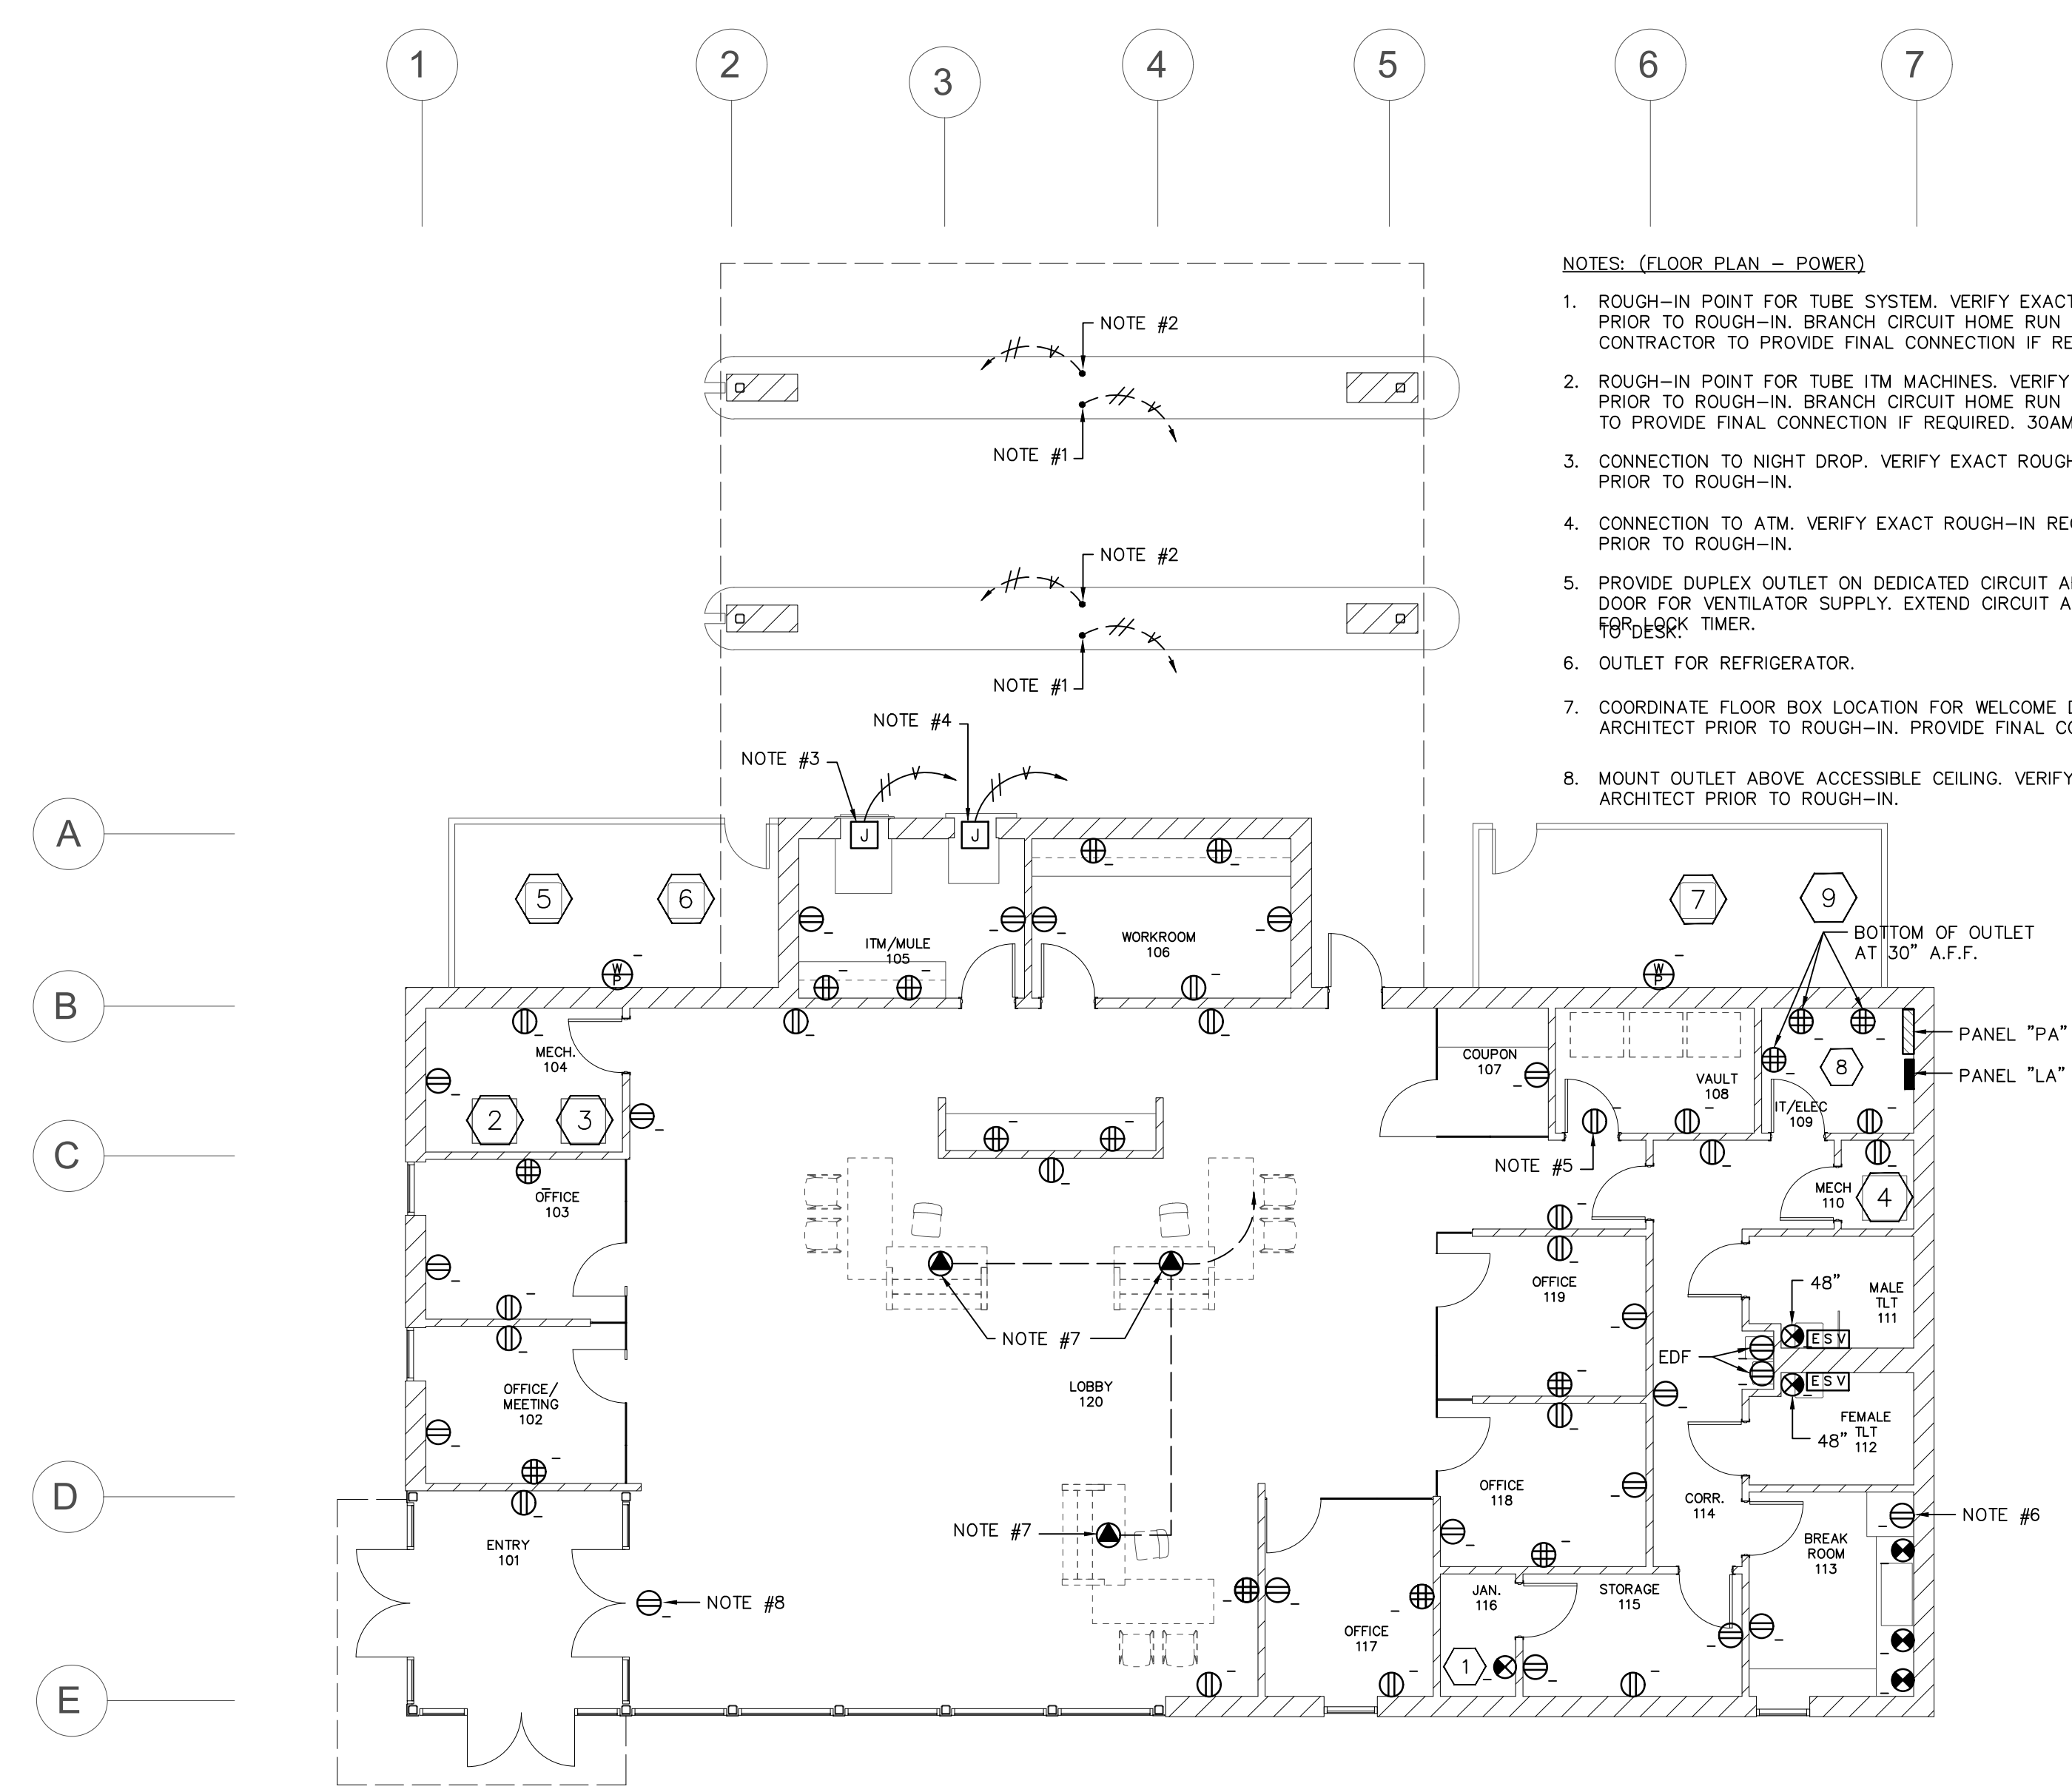 1
2
3
4
5
6
7
NOTES: (FLOOR PLAN – POWER)
1. ROUGH–IN POINT FOR TUBE SYSTEM. VERIFY EXACT
PRIOR TO ROUGH–IN. BRANCH CIRCUIT HOME RUN
CONTRACTOR TO PROVIDE FINAL CONNECTION IF RE
2. ROUGH–IN POINT FOR TUBE ITM MACHINES. VERIFY
PRIOR TO ROUGH–IN. BRANCH CIRCUIT HOME RUN
TO PROVIDE FINAL CONNECTION IF REQUIRED. 30AM
3. CONNECTION TO NIGHT DROP. VERIFY EXACT ROUGH
PRIOR TO ROUGH–IN.
4. CONNECTION TO ATM. VERIFY EXACT ROUGH–IN REQ
PRIOR TO ROUGH–IN.
5. PROVIDE DUPLEX OUTLET ON DEDICATED CIRCUIT A
DOOR FOR VENTILATOR SUPPLY. EXTEND CIRCUIT A
FOR LOCK TIMER.
TO DESK.
6. OUTLET FOR REFRIGERATOR.
7. COORDINATE FLOOR BOX LOCATION FOR WELCOME D
ARCHITECT PRIOR TO ROUGH–IN. PROVIDE FINAL CO
8. MOUNT OUTLET ABOVE ACCESSIBLE CEILING. VERIFY
ARCHITECT PRIOR TO ROUGH–IN.
NOTE #2
NOTE #1
NOTE #2
NOTE #1
NOTE #4
NOTE #3
A
J
J
5
6
7
9
BOTTOM OF OUTLET
AT 30" A.F.F.
ITM/MULE
105
WORKROOM
106
W
P
W
P
B
MECH.
104
COUPON
107
VAULT
108
8
IT/ELEC
109
PANEL "PA"
PANEL "LA"
2
3
C
NOTE #5
MECH
110
4
OFFICE
103
OFFICE
119
48"
MALE
TLT
111
NOTE #7
EDF
ESV
ESV
OFFICE/
MEETING
102
LOBBY
120
FEMALE
TLT
112
48"
D
OFFICE
118
CORR.
114
NOTE #6
NOTE #7
ENTRY
101
BREAK
ROOM
113
NOTE #8
JAN.
116
STORAGE
115
OFFICE
117
1
E